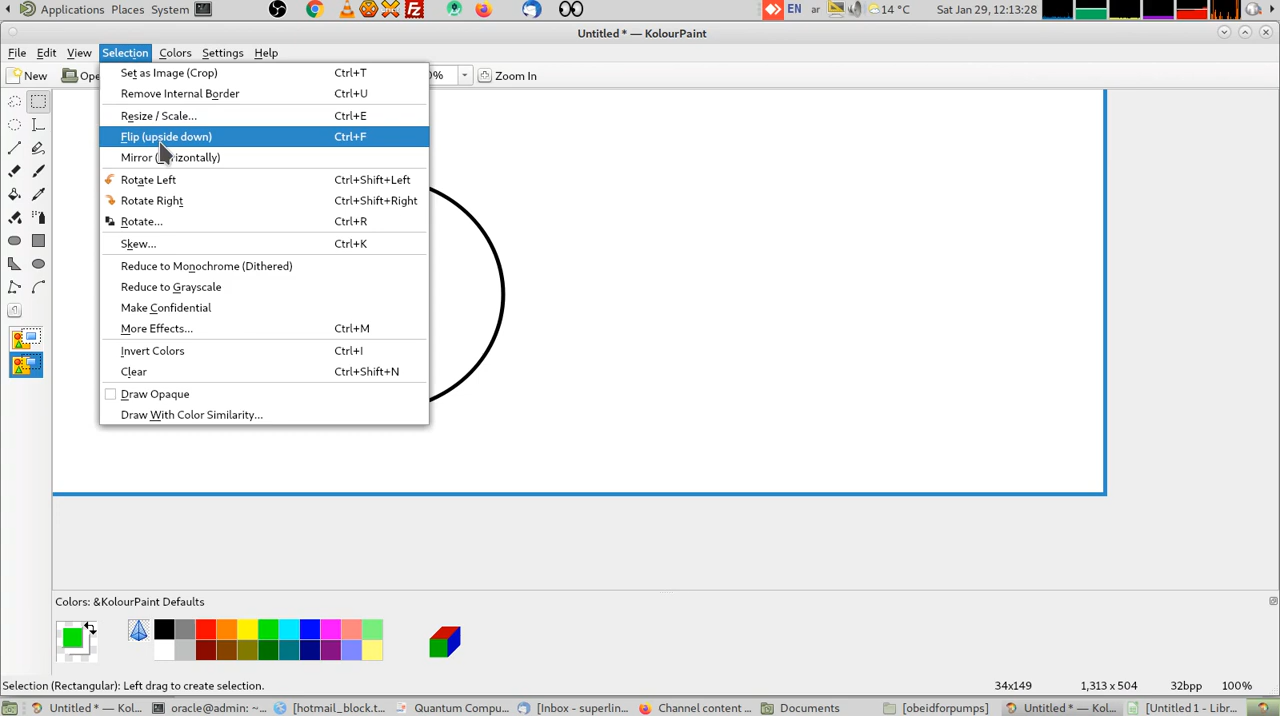 Applications Places System EN ar 14 °C Sat Jan 29, 12:13:28
Untitled * — KolourPaint
File Edit View Selection Colors Settings Help
New Ope 0% Zoom In
Set as Image (Crop) Ctrl+T
Remove Internal Border Ctrl+U
Resize / Scale... Ctrl+E
Flip (upside down) Ctrl+F
Mirror (horizontally)
Rotate Left Ctrl+Shift+Left
Rotate Right Ctrl+Shift+Right
Rotate... Ctrl+R
Skew... Ctrl+K
Reduce to Monochrome (Dithered)
Reduce to Grayscale
Make Confidential
More Effects... Ctrl+M
Invert Colors Ctrl+I
Clear Ctrl+Shift+N
Draw Opaque
Draw With Color Similarity...
Colors: &KolourPaint Defaults
Selection (Rectangular): Left drag to create selection. 34x149 1,313 x 504 32bpp 100%
Untitled * — Kol... oracle@admin: ~... [hotmail_block.t... Quantum Compu... [Inbox - superlin... Channel content ... Documents [obeidforpumps] Untitled * — Kol... [Untitled 1 - Libr...